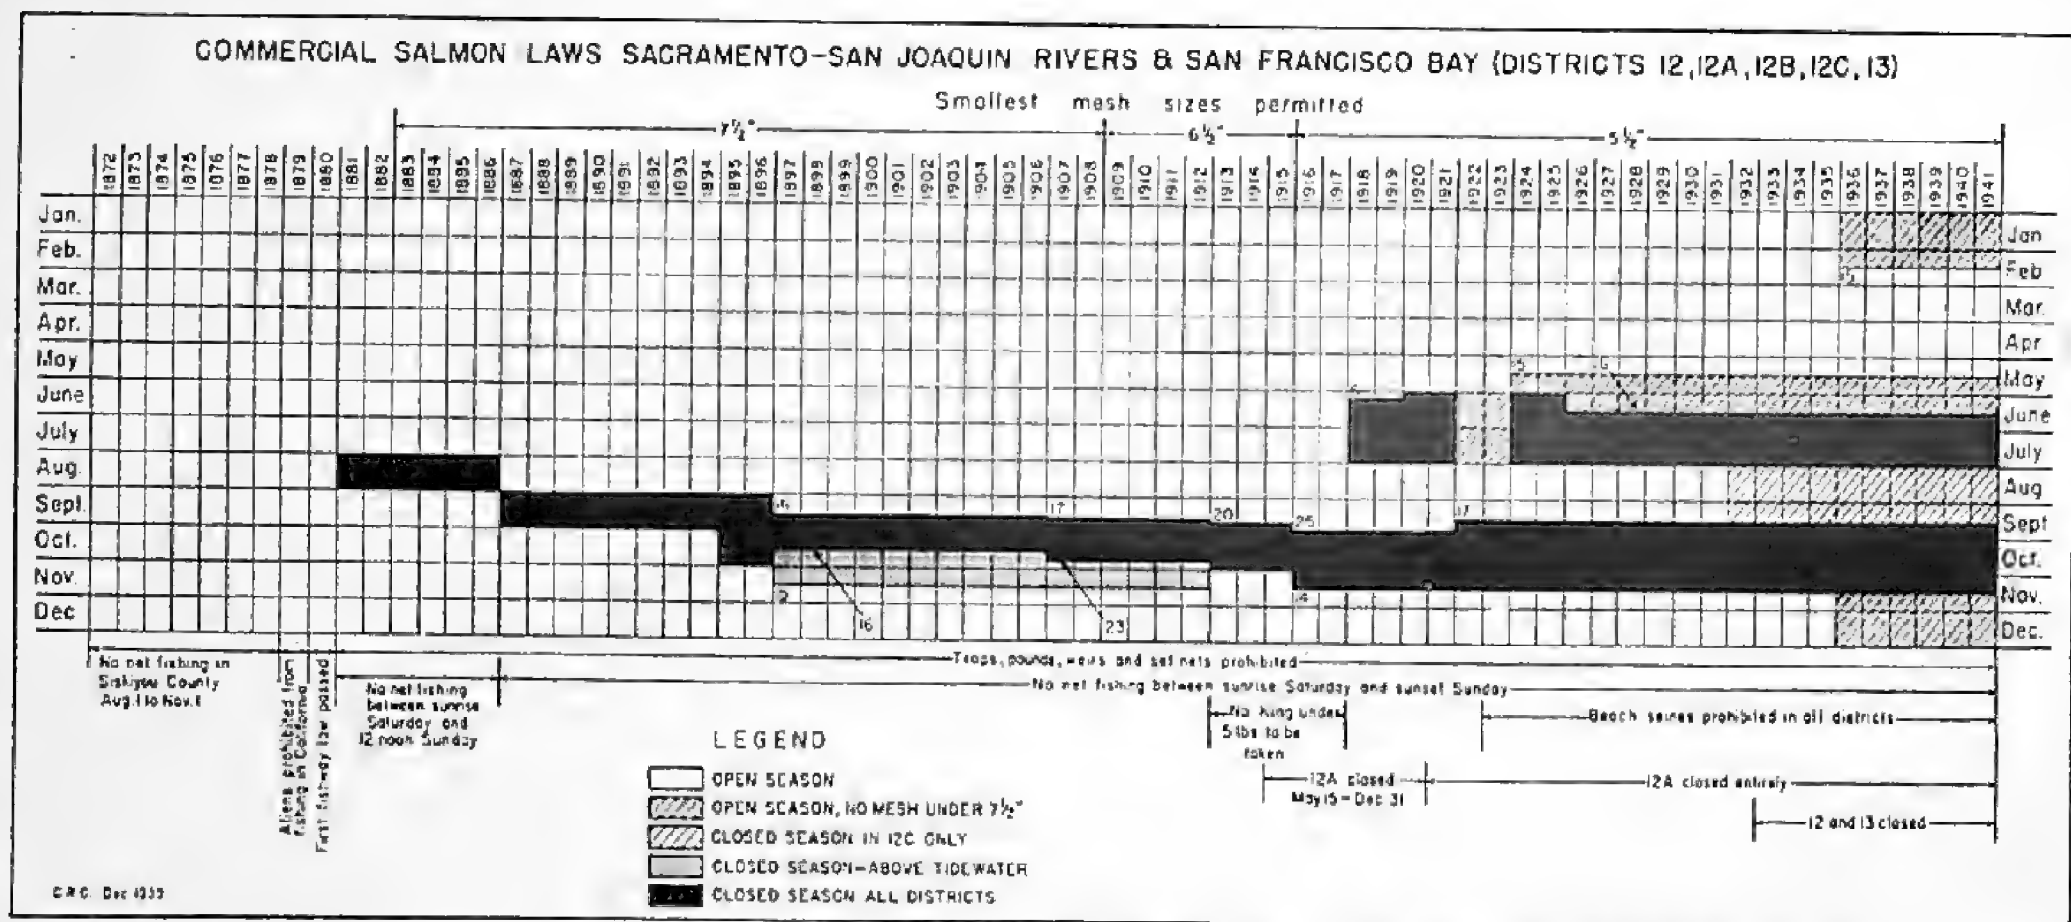 COMMERCIAL SALMON LAWS SACRAMENTO-SAN JOAQUIN RIVERS & SAN FRANCISCO BAY (DISTRICTS 12,12A,12B,12C,13)
Smallest mesh sizes permitted
7½" 6½" 5½"
1872 1873 1874 1875 1876 1877 1878 1879 1880 1881 1882 1883 1884 1885 1886 1887 1888 1889 1890 1891 1892 1893 1894 1895 1896 1897 1898 1899 1900 1901 1902 1903 1904 1905 1906 1907 1908 1909 1910 1911 1912 1913 1914 1915 1916 1917 1918 1919 1920 1921 1922 1923 1924 1925 1926 1927 1928 1929 1930 1931 1932 1933 1934 1935 1936 1937 1938 1939 1940 1941
Jan. Jan
Feb. Feb
Mar. Mar.
Apr. Apr
May May
June June
July July
Aug. Aug
Sept. 17 20 25 17 Sept
Oct. Oct.
Nov. Nov.
Dec 16 23 Dec.
No net fishing in
Siskiyou County
Aug. 1 to Nov. 1
Aliens prohibited from
fishing in California
First fishway law passed
Traps, pounds, weirs and set nets prohibited
No net fishing
between sunrise
Saturday and
12 noon Sunday
No net fishing between sunrise Saturday and sunset Sunday
No king under
5 lbs to be
taken
Beach seines prohibited in all districts
12A closed
May 15-Dec 31
12A closed entirely
12 and 13 closed
LEGEND
OPEN SEASON
OPEN SEASON, NO MESH UNDER 7½"
CLOSED SEASON IN 12C ONLY
CLOSED SEASON-ABOVE TIDEWATER
CLOSED SEASON ALL DISTRICTS